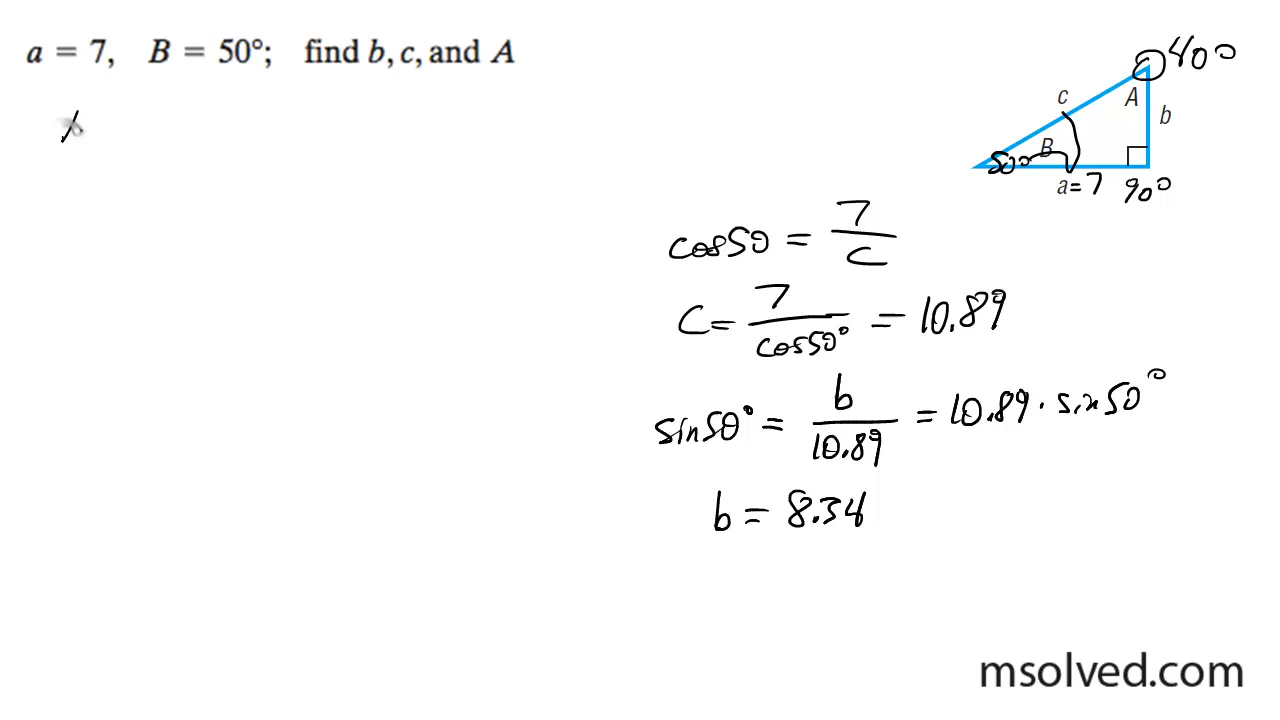 a = 7, B = 50°; find b, c, and A
40°
c
A
b
B
50°
a = 7
90°
cos50 = 7/c
c = 7/cos50° = 10.89
sin50° = b/10.89 = 10.89 · sin50°
b = 8.34
msolved.com